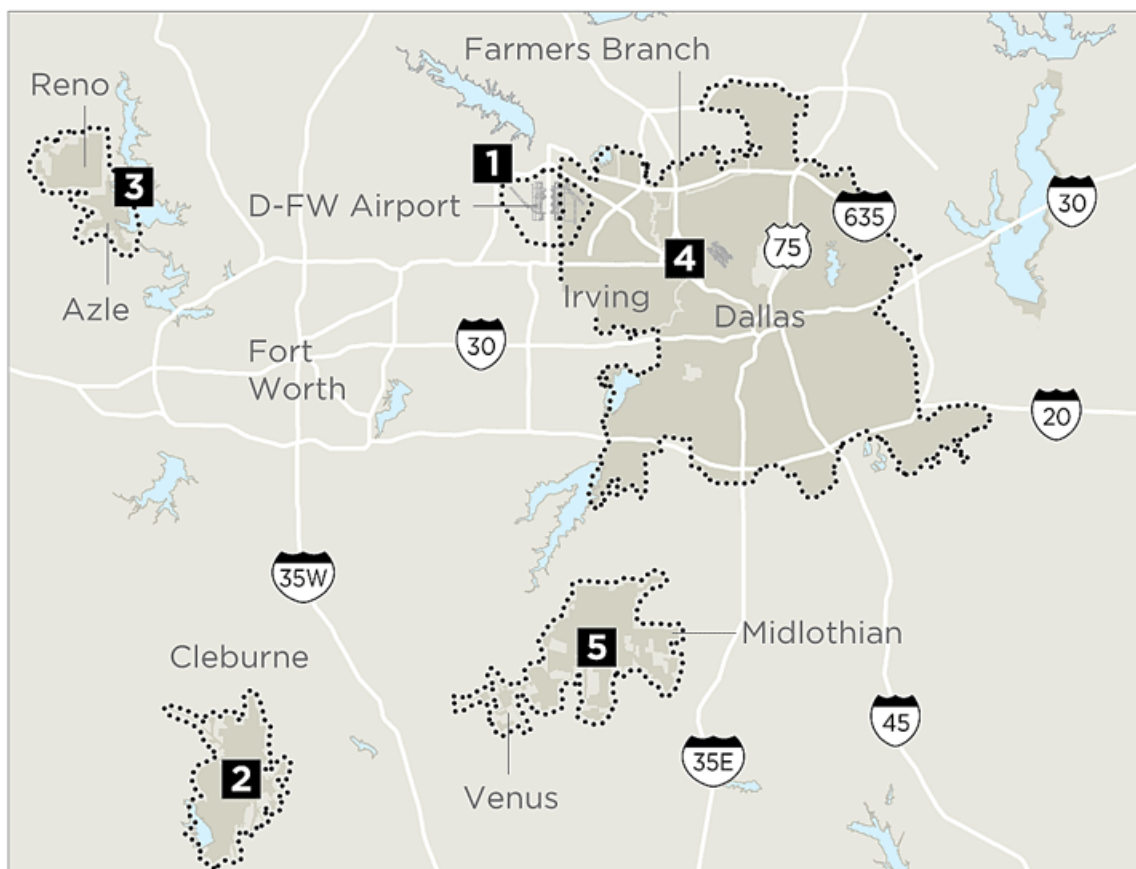 Farmers Branch
Reno
1
3
D-FW Airport
635
30
75
4
Azle
Irving
Dallas
30
Fort
Worth
20
35W
Midlothian
5
Cleburne
45
35E
2
Venus